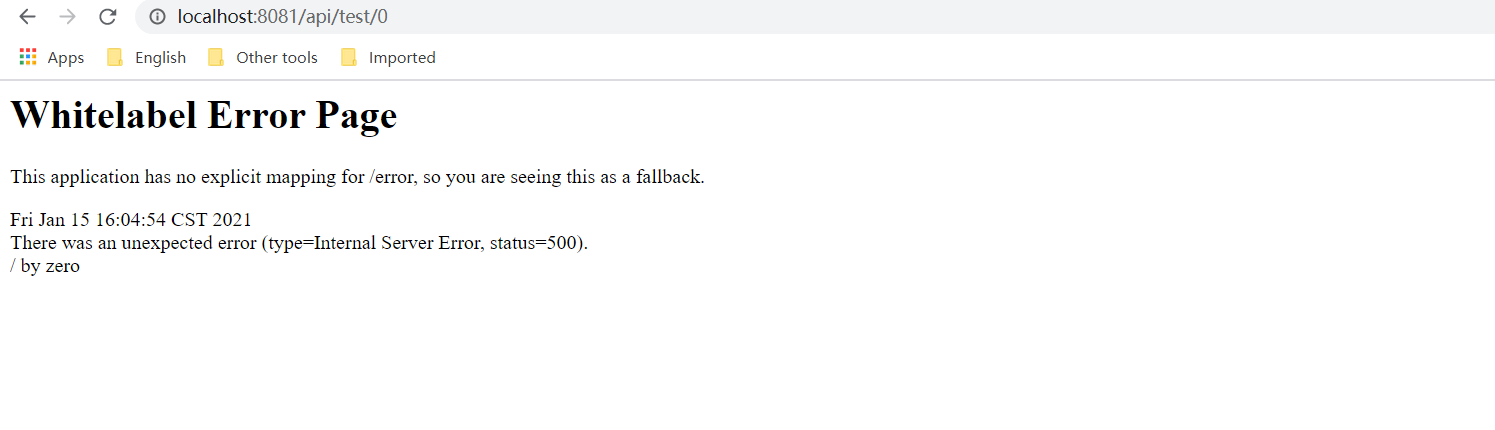 localhost:8081/api/test/0
Apps English Other tools Imported
Whitelabel Error Page
This application has no explicit mapping for /error, so you are seeing this as a fallback.
Fri Jan 15 16:04:54 CST 2021
There was an unexpected error (type=Internal Server Error, status=500).
/ by zero